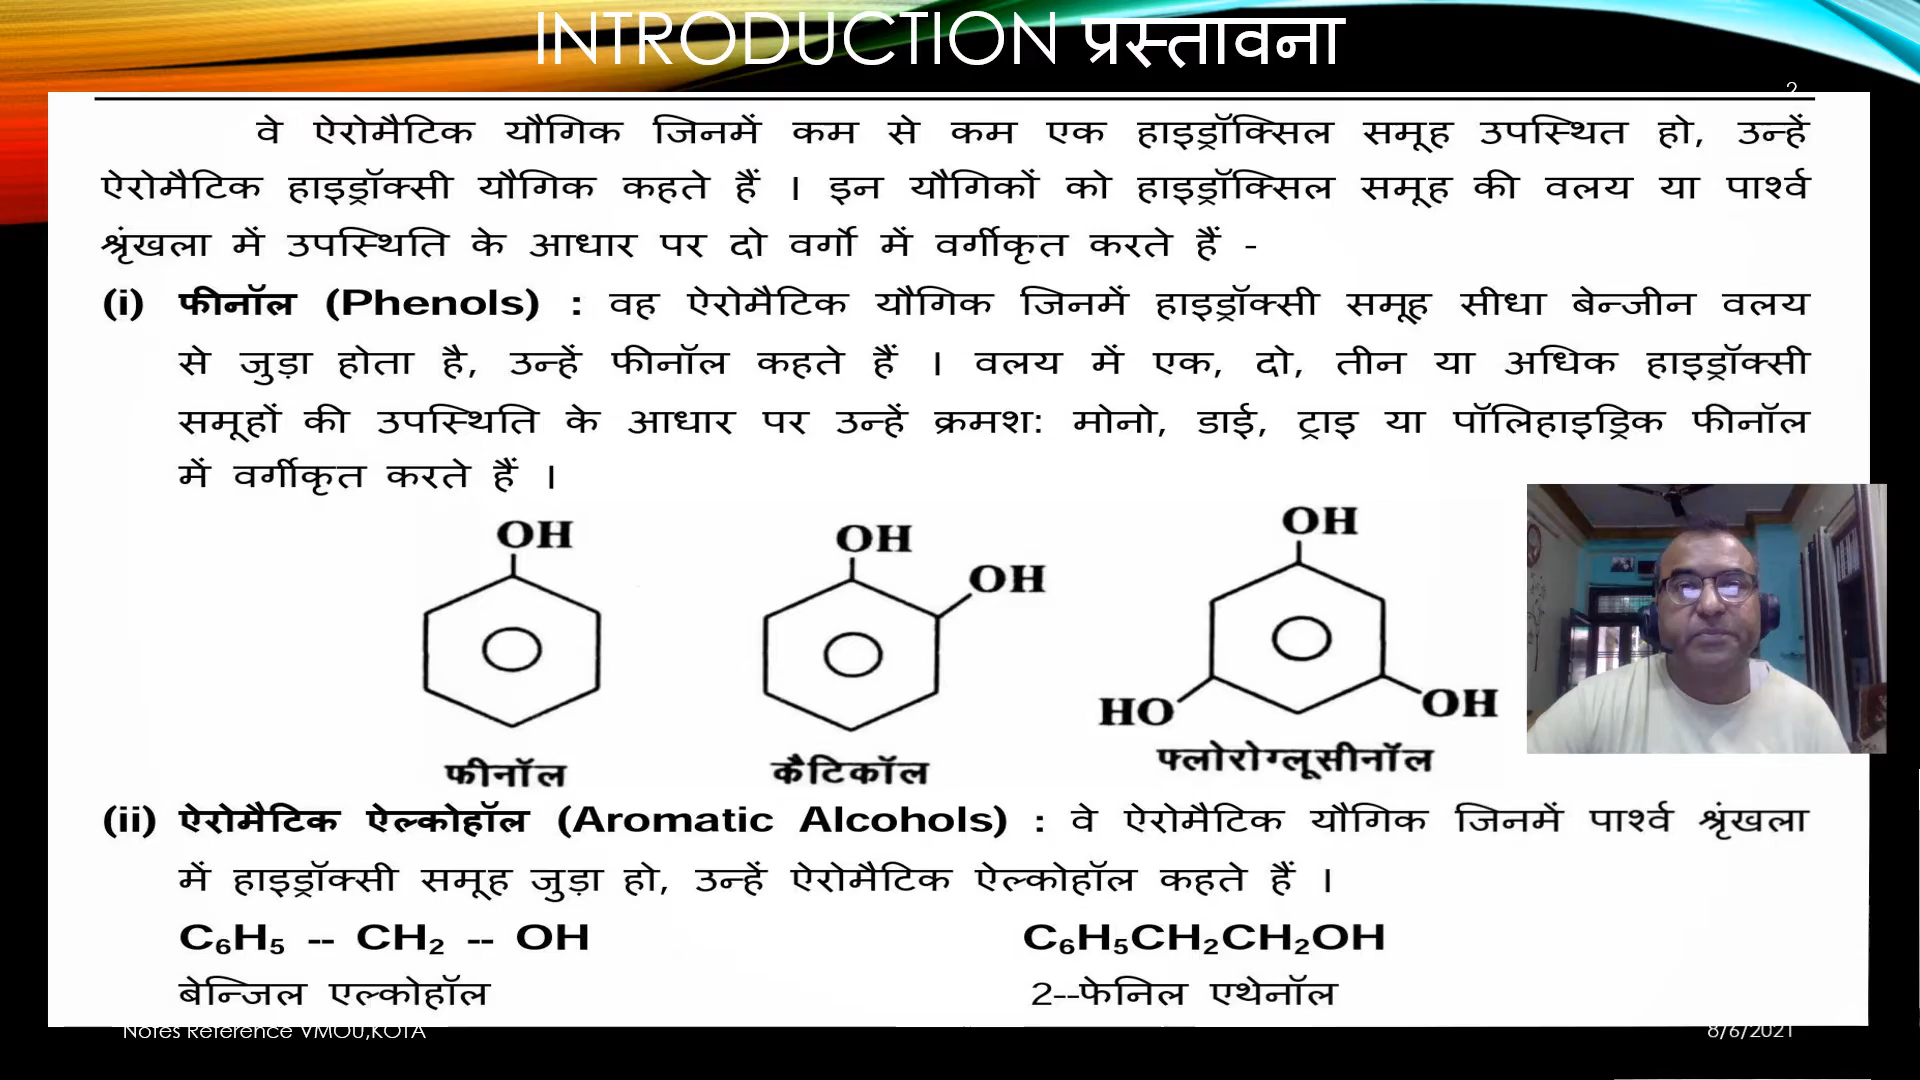 INTRODUCTION प्रस्तावना
2
वे ऐरोमैटिक यौगिक जिनमें कम से कम एक हाइड्रॉक्सिल समूह उपस्थित हो, उन्हें
ऐरोमैटिक हाइड्रॉक्सी यौगिक कहते हैं । इन यौगिकों को हाइड्रॉक्सिल समूह की वलय या पार्श्व
श्रृंखला में उपस्थिति के आधार पर दो वर्गो में वर्गीकृत करते हैं -
(i) फीनॉल (Phenols) : वह ऐरोमैटिक यौगिक जिनमें हाइड्रॉक्सी समूह सीधा बेन्जीन वलय
से जुड़ा होता है, उन्हें फीनॉल कहते हैं । वलय में एक, दो, तीन या अधिक हाइड्रॉक्सी
समूहों की उपस्थिति के आधार पर उन्हें क्रमश: मोनो, डाई, ट्राइ या पॉलिहाइड्रिक फीनॉल
में वर्गीकृत करते हैं ।
OH OH OH
OH
HO OH
फीनॉल कैटिकॉल फ्लोरोग्लूसीनॉल
(ii) ऐरोमैटिक ऐल्कोहॉल (Aromatic Alcohols) : वे ऐरोमैटिक यौगिक जिनमें पार्श्व श्रृंखला
में हाइड्रॉक्सी समूह जुड़ा हो, उन्हें ऐरोमैटिक ऐल्कोहॉल कहते हैं ।
C₆H₅ -- CH₂ -- OH C₆H₅CH₂CH₂OH
बेन्जिल एल्कोहॉल 2--फेनिल एथेनॉल
Notes Reference VMOU,KOTA 8/6/2021